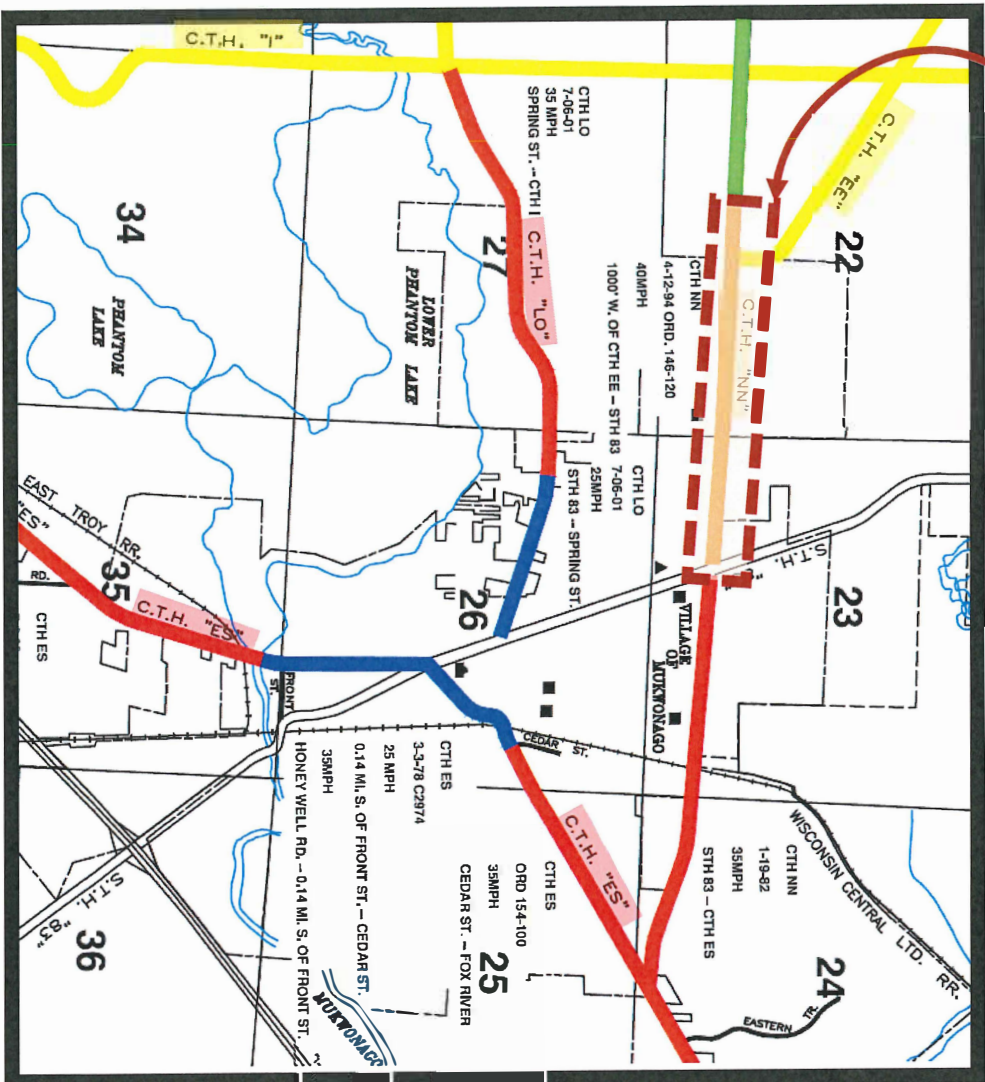 C.T.H. "I"
C.T.H. "EE"
CTH LO
7-06-01
35 MPH
SPRING ST. -- CTH I
C.T.H. "LO"
22
27
34
CTH NN
4-12-94 ORD. 146-120
40MPH
1000' W. OF CTH EE – STH 83
C.T.H. "NN"
LOWER
PHANTOM LAKE
PHANTOM
LAKE
CTH LO
7-06-01
25MPH
STH 83 -- SPRING ST.
S.T.H.
23
26
EAST TROY RR.
"ES"
RD.
35
C.T.H. "ES"
CTH ES
VILLAGE
OF
MUKWONAGO
FRONT
ST.
CEDAR ST.
CTH ES
3-3-78 C2974
25 MPH
0.14 MI. S. OF FRONT ST. – CEDAR ST.
35MPH
HONEY WELL RD. – 0.14 MI. S. OF FRONT ST.
C.T.H. "ES"
CTH NN
1-19-82
35MPH
STH 83 – CTH ES
WISCONSIN CENTRAL LTD. RR.
CTH ES
ORD 154-100
35MPH
CEDAR ST. – FOX RIVER
25
24
EASTERN TR.
S.T.H. "83"
36
MUKWONAGO